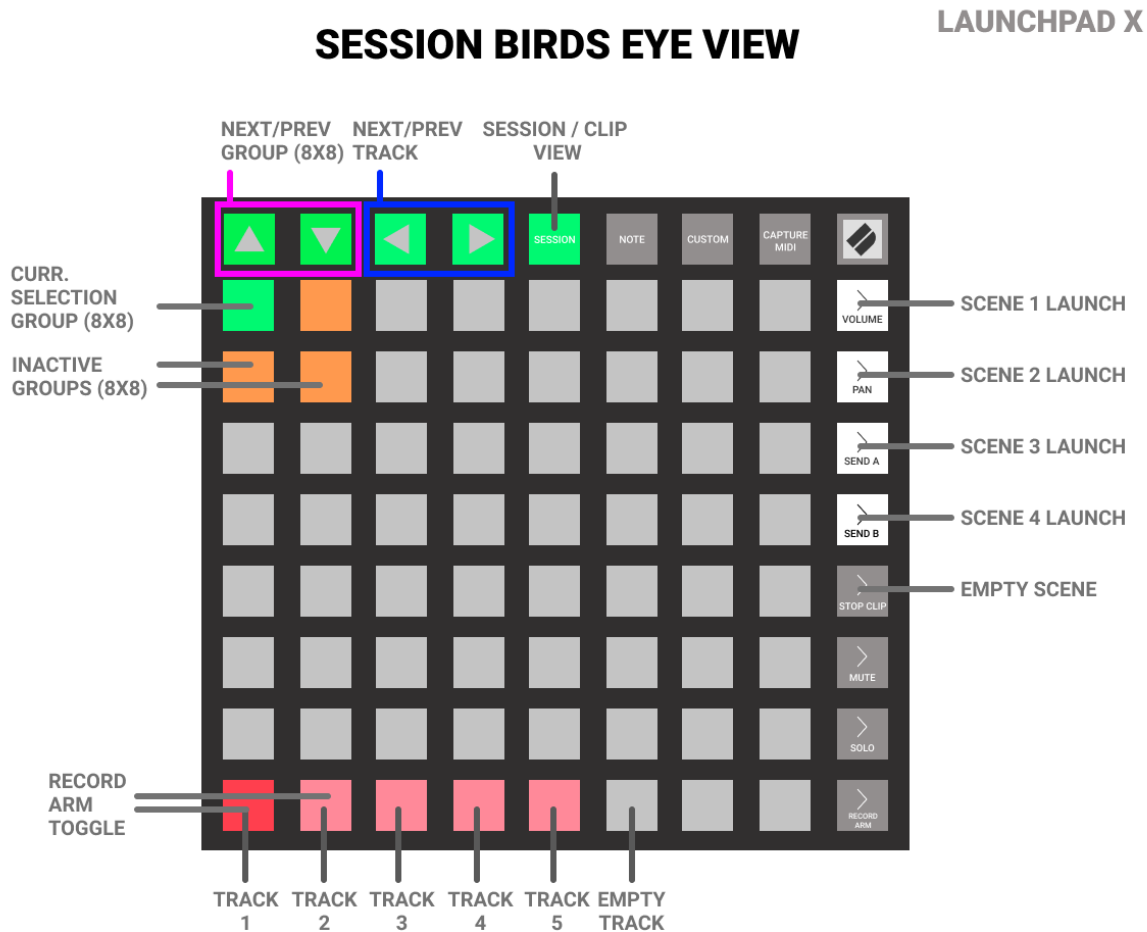 LAUNCHPAD X
SESSION BIRDS EYE VIEW
NEXT/PREV
GROUP (8X8)
NEXT/PREV
TRACK
SESSION / CLIP
VIEW
SESSION
NOTE
CUSTOM
CAPTURE
MIDI
CURR.
SELECTION
GROUP (8X8)
VOLUME
SCENE 1 LAUNCH
INACTIVE
GROUPS (8X8)
PAN
SCENE 2 LAUNCH
SEND A
SCENE 3 LAUNCH
SEND B
SCENE 4 LAUNCH
STOP CLIP
EMPTY SCENE
MUTE
SOLO
RECORD
ARM
TOGGLE
RECORD
ARM
TRACK
1
TRACK
2
TRACK
3
TRACK
4
TRACK
5
EMPTY
TRACK